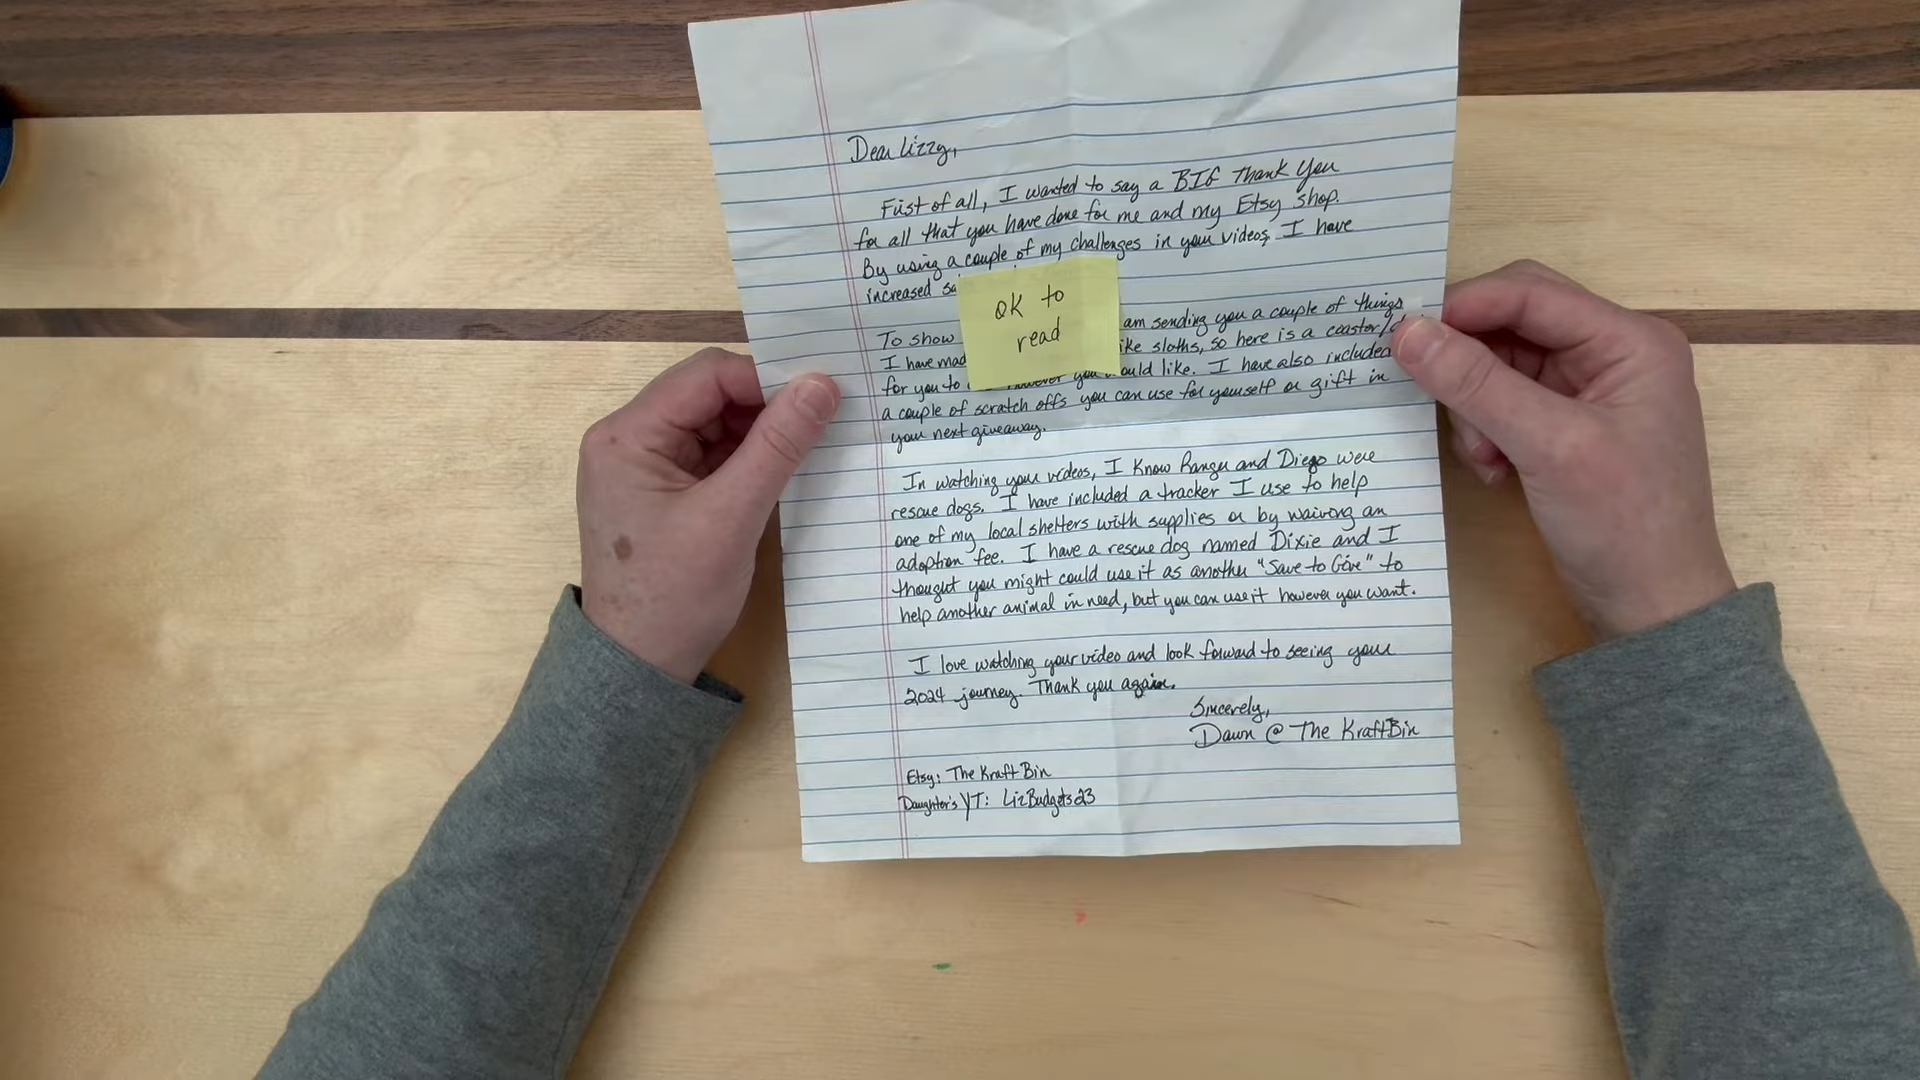 Dear Lizzy,
Fist of all, I wanted to say a BIG Thank You
for all that you have done for me and my Etsy shop.
By using a couple of my challenges in your videos, I have
increased
ok to
read
To show am sending you a couple of things
I have like sloths, so here is a coaster/
for you to however you would like. I have also included
a couple of scratch offs you can use for yourself or gift in
your next giveaway.
In watching your videos, I know Ranger and Diego were
rescue dogs. I have included a tracker I use to help
one of my local shelters with supplies or by waiving an
adoption fee. I have a rescue dog named Dixie and I
thought you might could use it as another "Save to Give" to
help another animal in need, but you can use it however you want.
I love watching your video and look forward to seeing your
2024 journey. Thank you again.
Sincerely,
Dawn @ The KraftBin
Etsy: The Kraft Bin
Daughter's YT: LizBudgets23